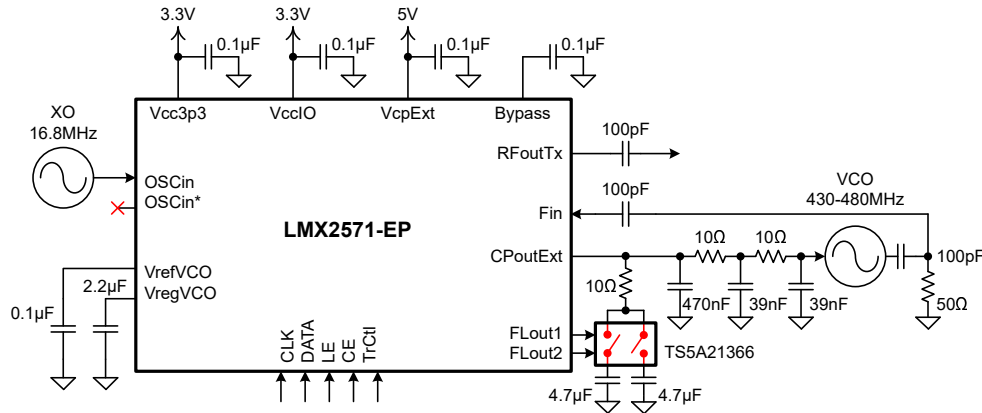 3.3V
3.3V
5V
0.1µF
0.1µF
0.1µF
0.1µF
XO
16.8MHz
Vcc3p3
VccIO
VcpExt
Bypass
100pF
RFoutTx
OSCin
OSCin*
100pF
VCO
430-480MHz
Fin
LMX2571-EP
10Ω
10Ω
CPoutExt
100pF
VrefVCO
2.2µF
VregVCO
10Ω
470nF
39nF
39nF
50Ω
0.1µF
FLout1
FLout2
TS5A21366
CLK
DATA
LE
CE
TrCtl
4.7µF
4.7µF